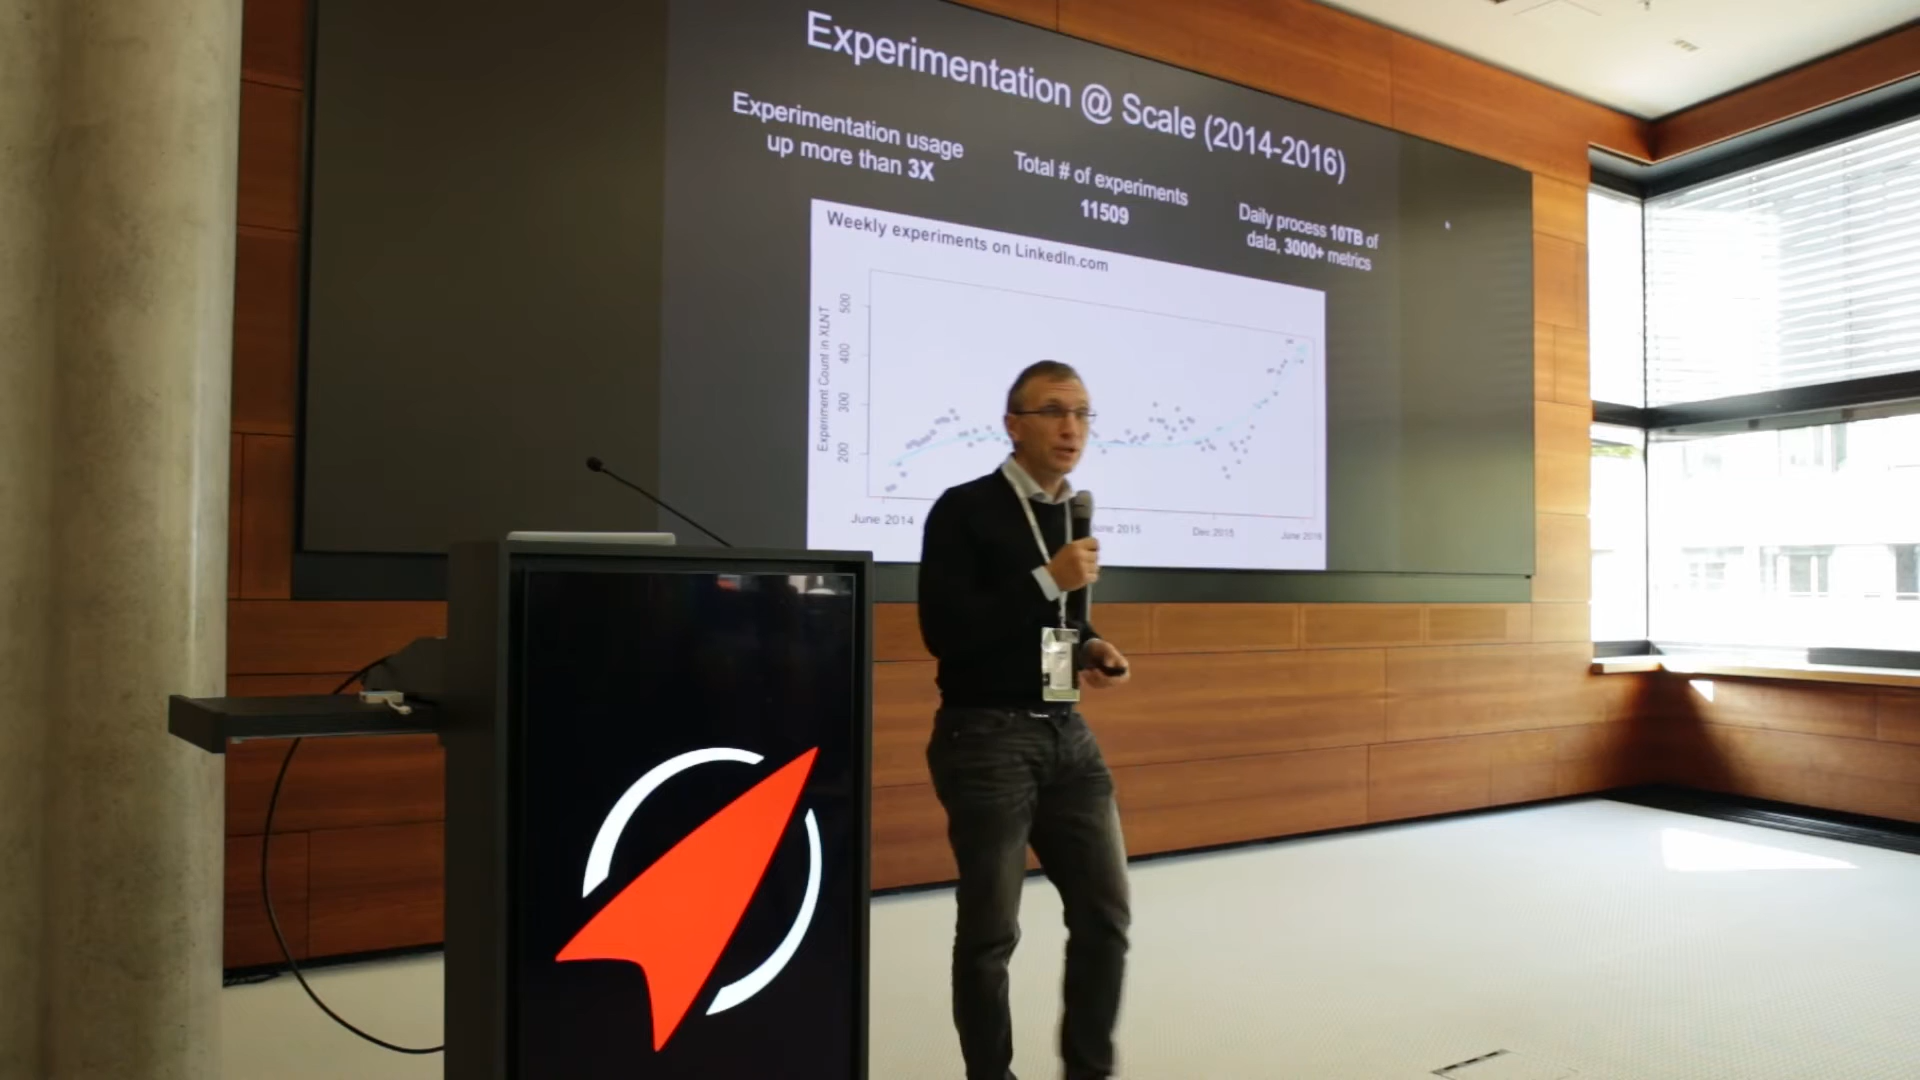 Experimentation @ Scale (2014-2016)
Experimentation usage
up more than 3X
Total # of experiments
11509
Daily process 10TB of
data, 3000+ metrics
Weekly experiments on LinkedIn.com
Experiment Count in XLNT
500
400
300
200
June 2014
June 2015
Dec 2015
June 2016